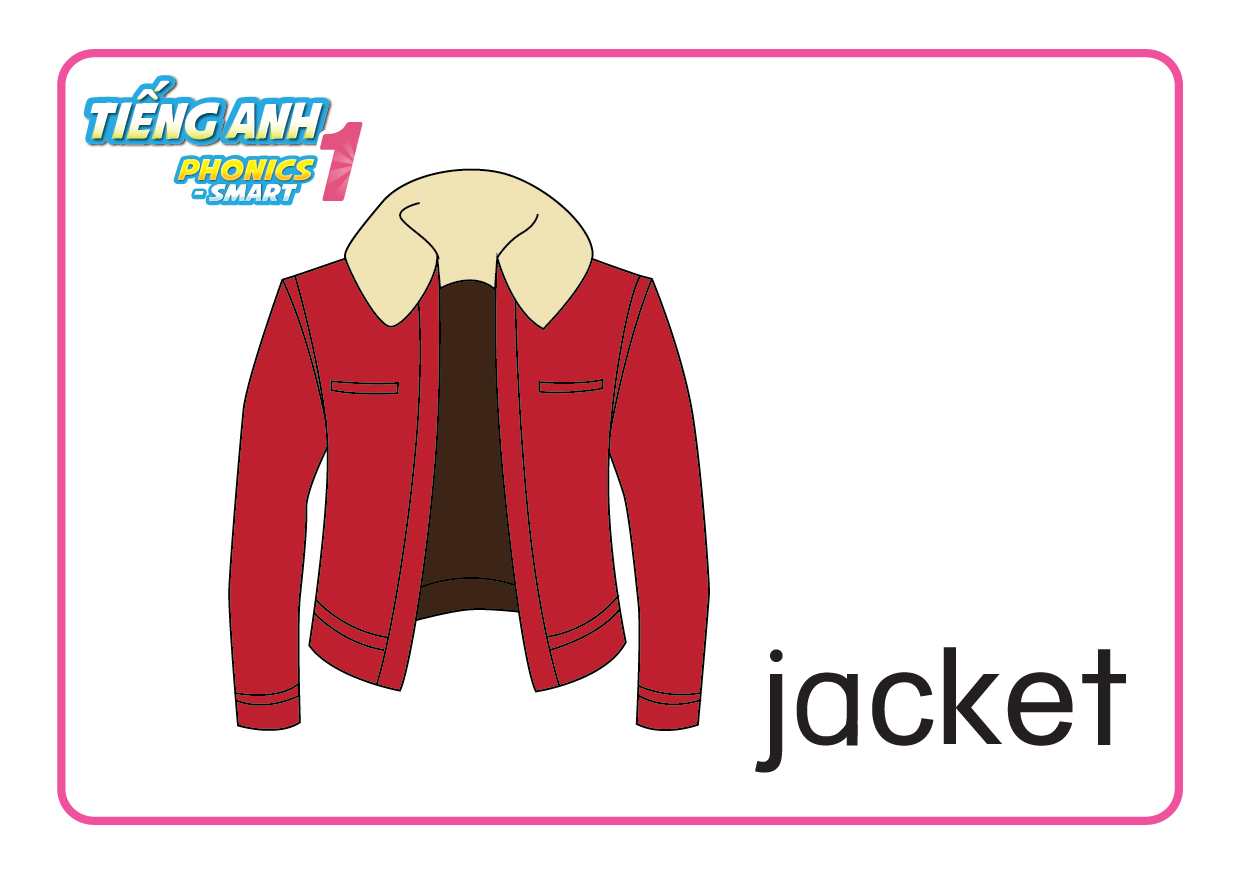 TIẾNG ANH 1
PHONICS
-SMART
jacket